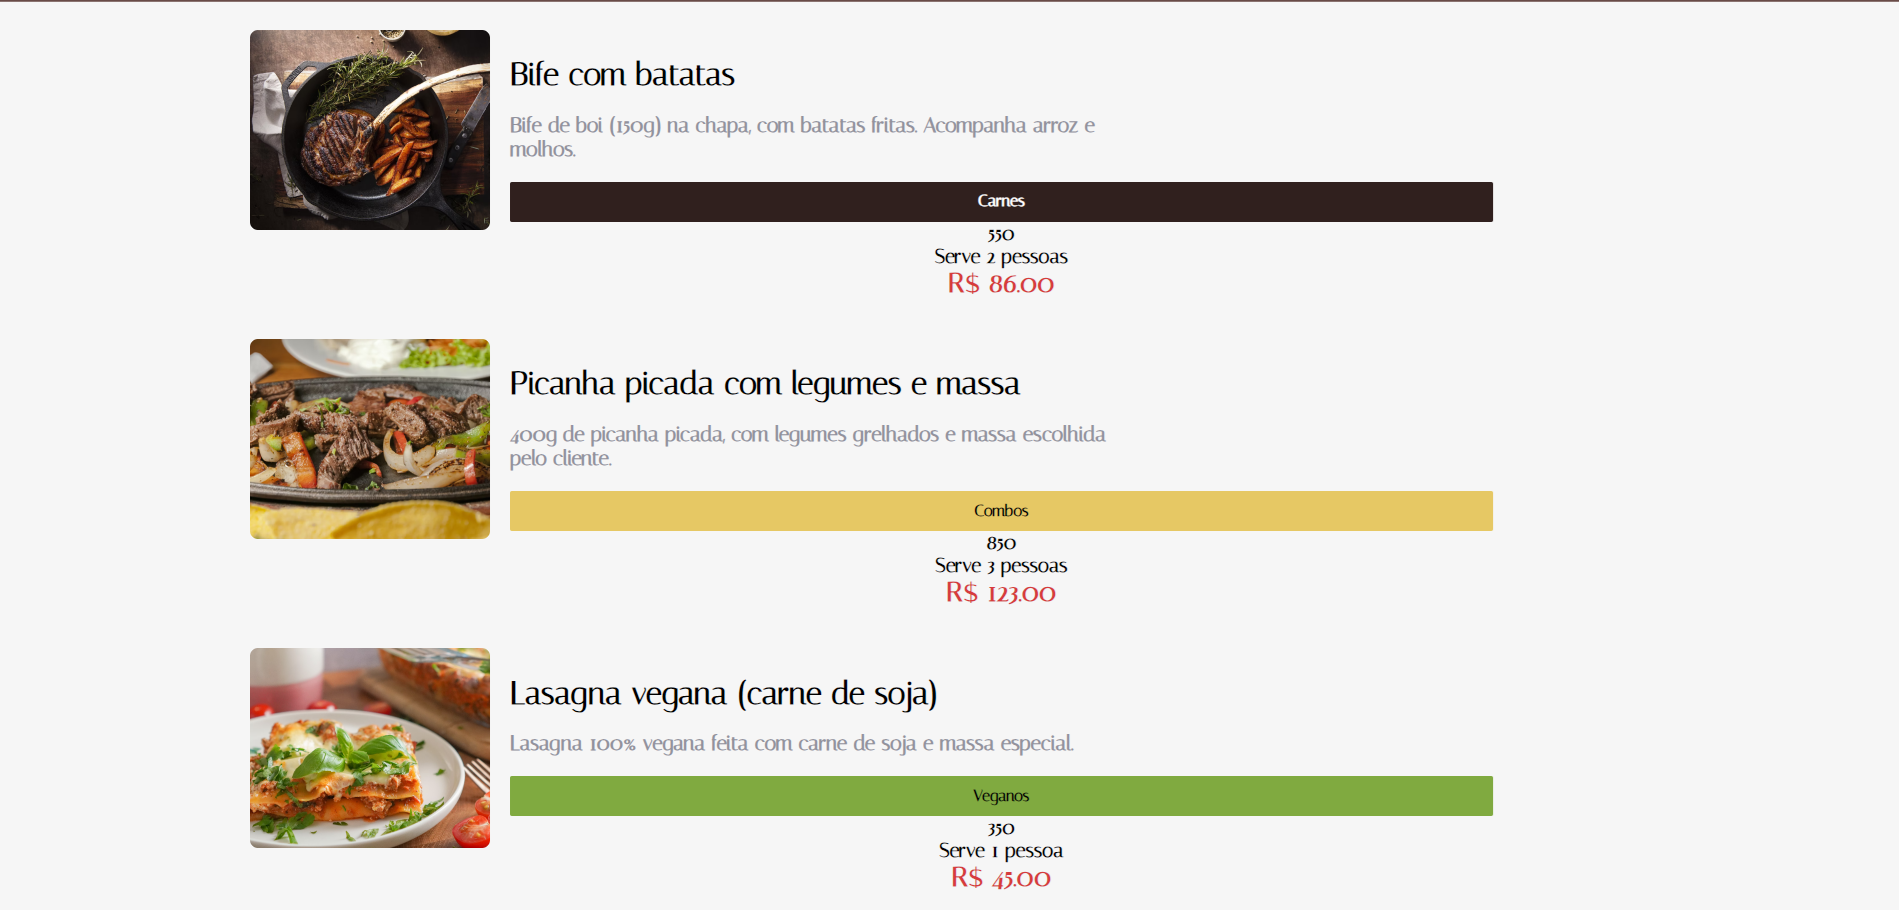 Bife com batatas
Bife de boi (150g) na chapa, com batatas fritas. Acompanha arroz e
molhos.
Carnes
550
Serve 2 pessoas
R$ 86.00
Picanha picada com legumes e massa
400g de picanha picada, com legumes grelhados e massa escolhida
pelo cliente.
Combos
850
Serve 3 pessoas
R$ 123.00
Lasagna vegana (carne de soja)
Lasagna 100% vegana feita com carne de soja e massa especial.
Veganos
350
Serve 1 pessoa
R$ 45.00